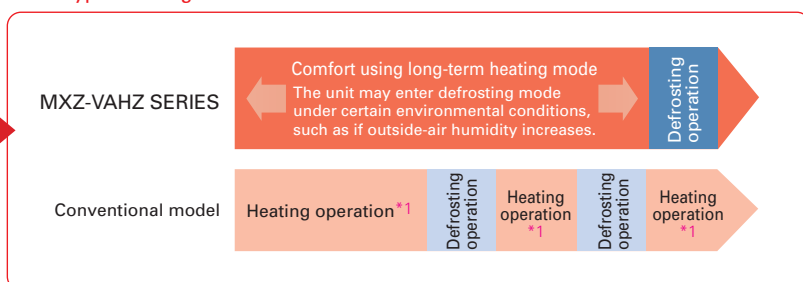 MXZ-VAHZ SERIES
Comfort using long-term heating mode
The unit may enter defrosting mode
under certain environmental conditions,
such as if outside-air humidity increases.
Defrosting
operation
Conventional model
Heating operation*1
Defrosting
operation
Heating
operation
*1
Defrosting
operation
Heating
operation
*1